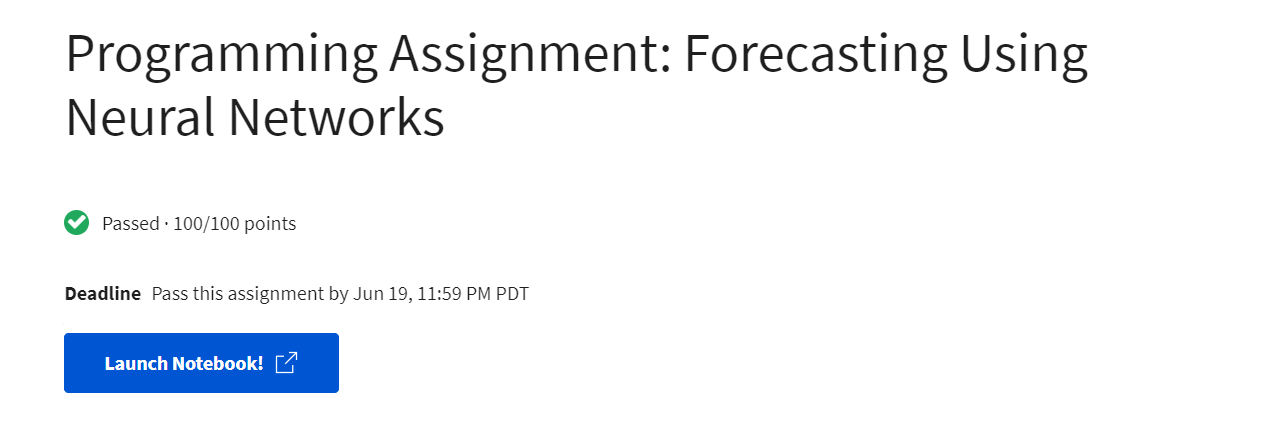 Programming Assignment: Forecasting Using
Neural Networks
Passed · 100/100 points
Deadline Pass this assignment by Jun 19, 11:59 PM PDT
Launch Notebook!